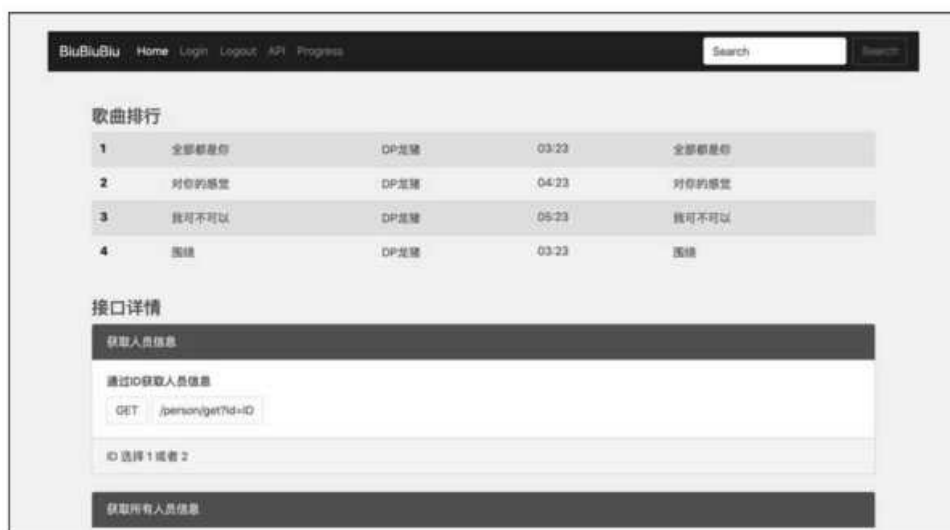 BiuBiuBiu Home Login Logout API Progress Search Search
歌曲排行
1 全部都是你 DP龙猪 03:23 全部都是你
2 对你的感觉 DP龙猪 04:23 对你的感觉
3 我可不可以 DP龙猪 05:23 我可不可以
4 围绕 DP龙猪 03:23 围绕
接口详情
获取人员信息
通过ID获取人员信息
GET /person/get?id=ID
ID 选择 1 或者 2
获取所有人员信息